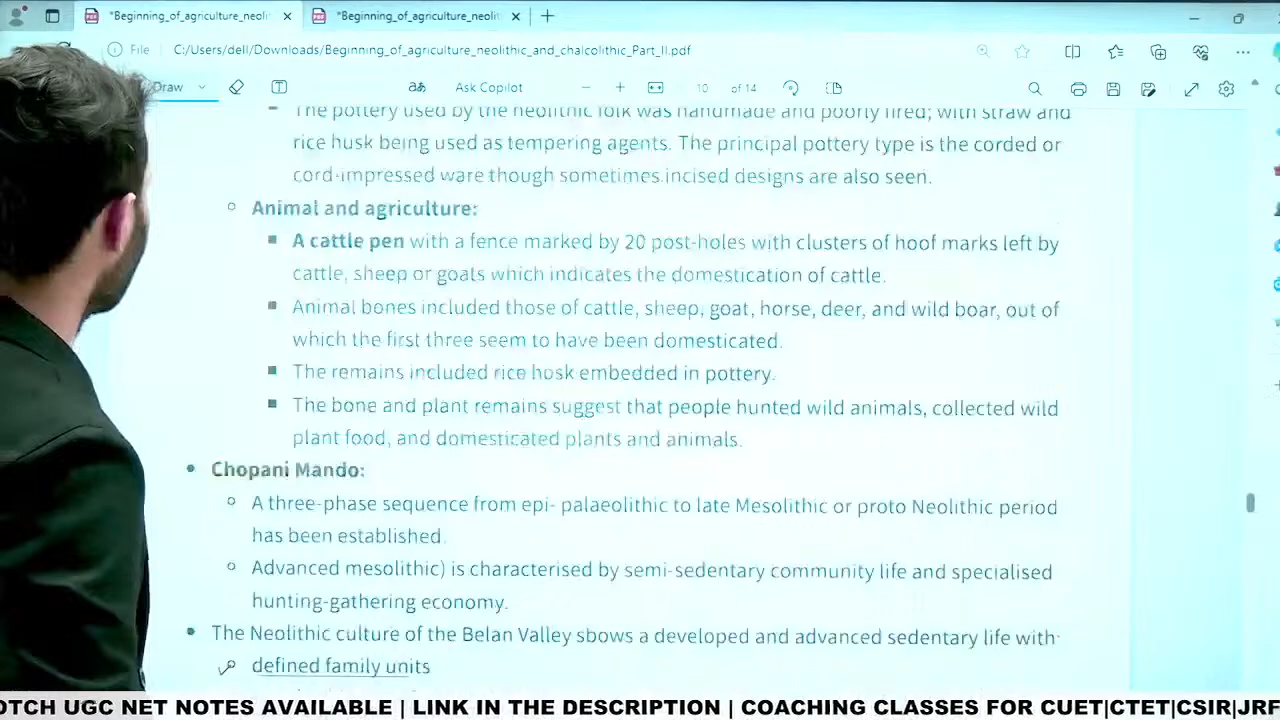 *Beginning_of_agriculture_neoli
*Beginning_of_agriculture_neolit
File C:/Users/dell/Downloads/Beginning_of_agriculture_neolithic_and_chalcolithic_Part_II.pdf
Draw Ask Copilot 10 of 14
The pottery used by the neolithic folk was handmade and poorly fired; with straw and
rice husk being used as tempering agents. The principal pottery type is the corded or
cord-impressed ware though sometimes incised designs are also seen.
Animal and agriculture:
A cattle pen with a fence marked by 20 post-holes with clusters of hoof marks left by
cattle, sheep or goats which indicates the domestication of cattle.
Animal bones included those of cattle, sheep, goat, horse, deer, and wild boar, out of
which the first three seem to have been domesticated.
The remains included rice hosk embedded in pottery.
The bone and plant remains suggest that people hunted wild animals, collected wild
plant food, and domesticated plants and animals.
Chopani Mando:
A three-phase sequence from epi- palaeolithic to late Mesolithic or proto Neolithic period
has been established.
Advanced mesolithic) is characterised by semi-sedentary community life and specialised
hunting-gathering economy.
The Neolithic culture of the Belan Valley sbows a developed and advanced sedentary life with
defined family units
OTCH UGC NET NOTES AVAILABLE | LINK IN THE DESCRIPTION | COACHING CLASSES FOR CUET|CTET|CSIR|JRF